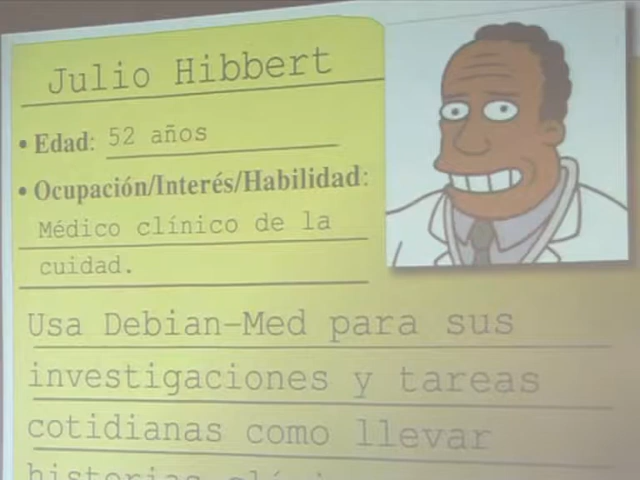 Julio Hibbert
• Edad: 52 años
• Ocupación/Interés/Habilidad:
Médico clínico de la
cuidad.
Usa Debian-Med para sus
investigaciones y tareas
cotidianas como llevar
historias